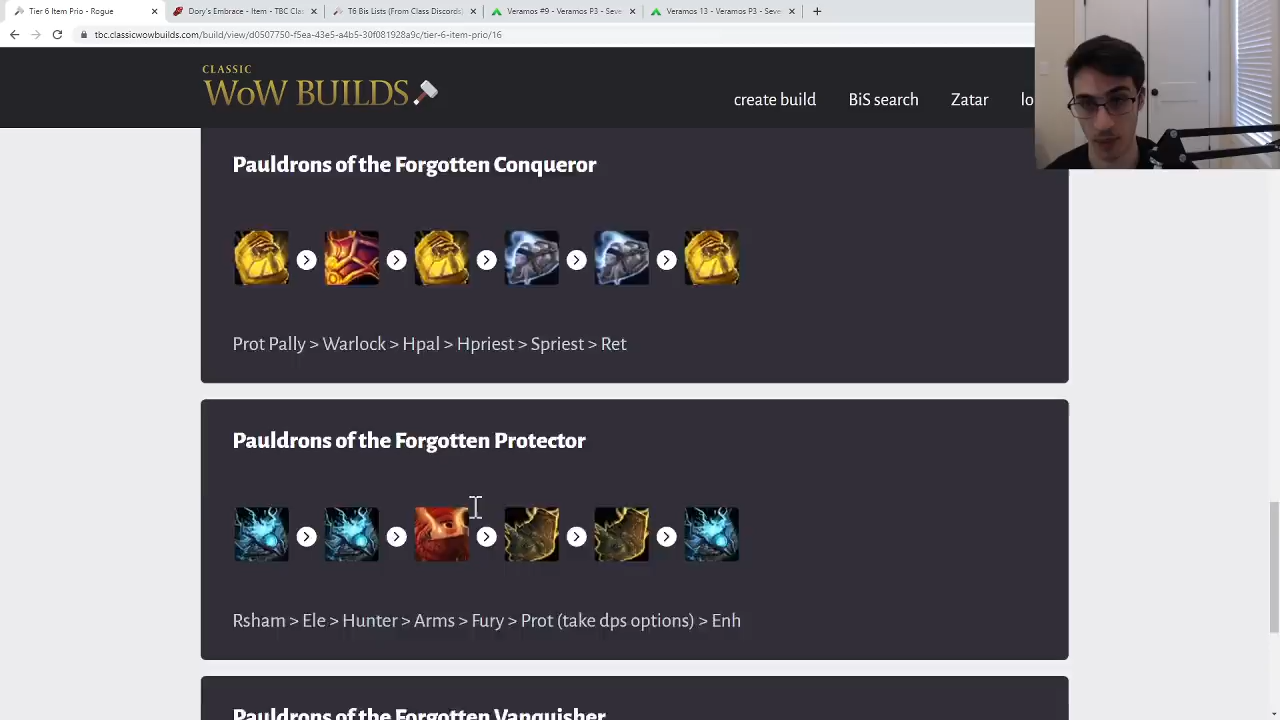 Tier 6 Item Prio - Rogue
Dory's Embrace - Item - TBC Clas
T6 Bis Lists (From Class Discords)
Veramos #9 - Veramos P3 - Seve
Veramos 13 - Veramos P3 - Seve
tbc.classicwowbuilds.com/build/view/d0507750-f5ea-43e5-a4b5-30f081928a9c/tier-6-item-prio/16
CLASSIC
WoW BUILDS
create build
BiS search
Zatar
lo
Pauldrons of the Forgotten Conqueror
Prot Pally > Warlock > Hpal > Hpriest > Spriest > Ret
Pauldrons of the Forgotten Protector
Rsham > Ele > Hunter > Arms > Fury > Prot (take dps options) > Enh
Pauldrons of the Forgotten Vanquisher